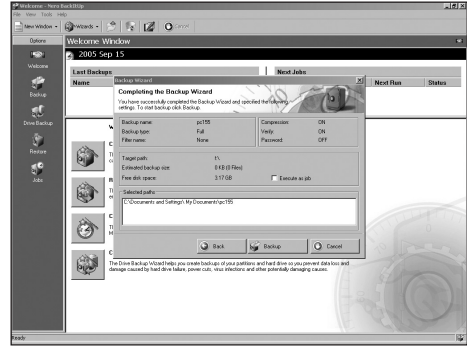 Welcome - Nero BackItUp
File View Tools Help
New Window Wizards Cancel
Options
Welcome Window
2005 Sep 15
Welcome
Backup
Drive Backup
Restore
Jobs
Last Backups
Next Jobs
Name
Next Run
Status
Backup Wizard
Completing the Backup Wizard
You have successfully completed the Backup Wizard and specified the following
settings. To start backup click Backup.
Backup name: ps155
Backup type: Full
Filter name: None
Compression: ON
Verify: ON
Password: OFF
Target path: f:\
Estimated backup size: 0 KB (0 Files)
Free disk space: 3.17 GB
Execute as job
Selected paths:
C:\Documents and Settings\ My Documents\pc155
Back
Backup
Cancel
The Drive Backup Wizard helps you create backups of your partitions and hard drive so you prevent data loss and
damage caused by hard drive failure, power cuts, virus infections and other potentially damaging causes.
Ready